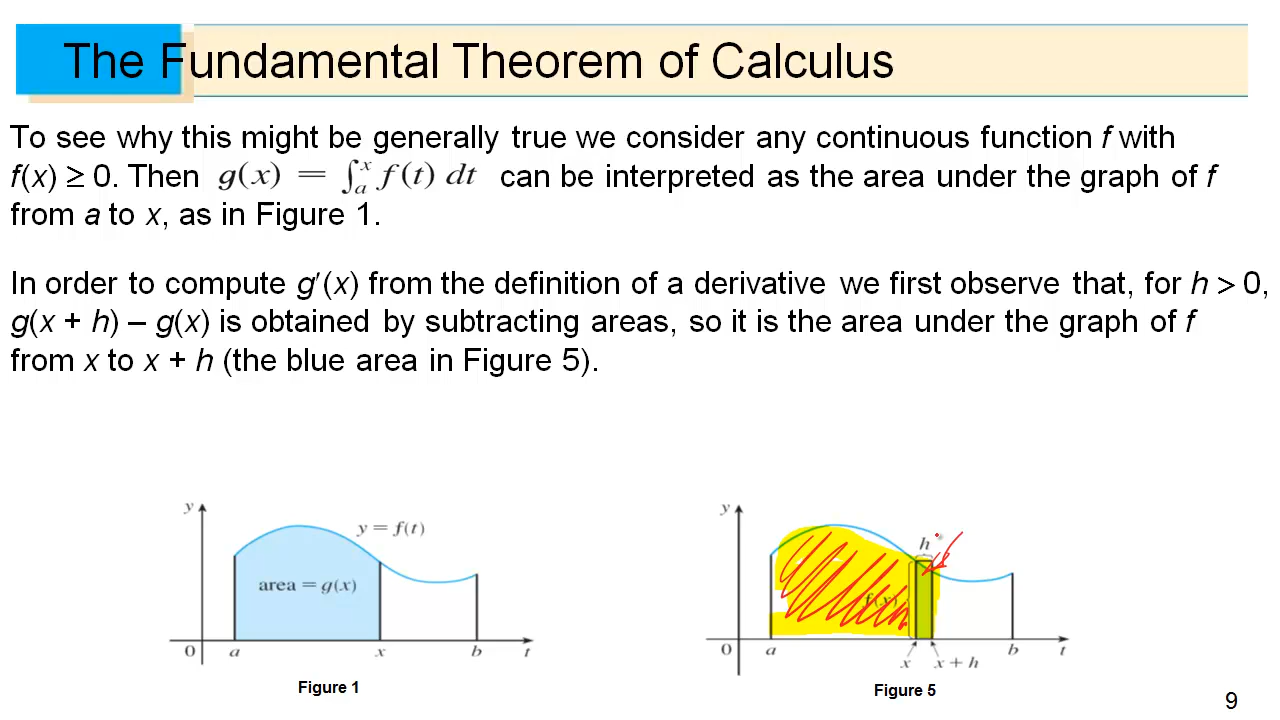 The Fundamental Theorem of Calculus
To see why this might be generally true we consider any continuous function f with
f(x) ≥ 0. Then g(x) = ∫ₐˣ f(t) dt can be interpreted as the area under the graph of f
from a to x, as in Figure 1.
In order to compute g′(x) from the definition of a derivative we first observe that, for h > 0,
g(x + h) – g(x) is obtained by subtracting areas, so it is the area under the graph of f
from x to x + h (the blue area in Figure 5).
y
y = f(t)
area = g(x)
0 a x b t
Figure 1
y
h
f(x)
0 a x x + h b t
Figure 5
9